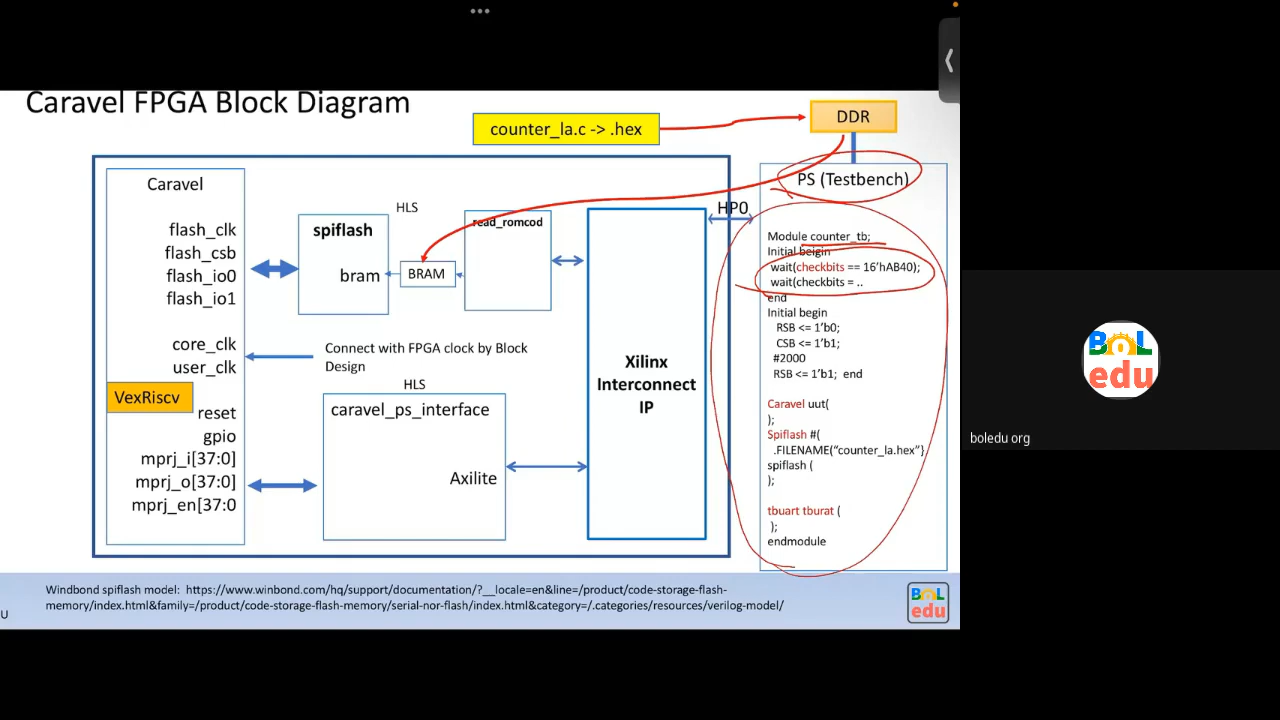 Caravel FPGA Block Diagram
counter_la.c -> .hex
DDR
Caravel
flash_clk
flash_csb
flash_io0
flash_io1
core_clk
user_clk
VexRiscv
reset
gpio
mprj_i[37:0]
mprj_o[37:0]
mprj_en[37:0
HLS
spiflash
bram
BRAM
read_romcod
Connect with FPGA clock by Block
Design
HLS
caravel_ps_interface
Axilite
Xilinx
Interconnect
IP
HP0
PS (Testbench)
Module counter_tb;
Initial beigin
wait(checkbits == 16'hAB40);
wait(checkbits = ..
end
Initial begin
RSB <= 1'b0;
CSB <= 1'b1;
#2000
RSB <= 1'b1; end
Caravel uut(
);
Spiflash #(
.FILENAME("counter_la.hex"}
spiflash (
);
tbuart tburat (
);
endmodule
Windbond spiflash model: https://www.winbond.com/hq/support/documentation/?__locale=en&line=/product/code-storage-flash-
memory/index.html&family=/product/code-storage-flash-memory/serial-nor-flash/index.html&category=/.categories/resources/verilog-model/
U
BOL
edu
BOL
edu
boledu org